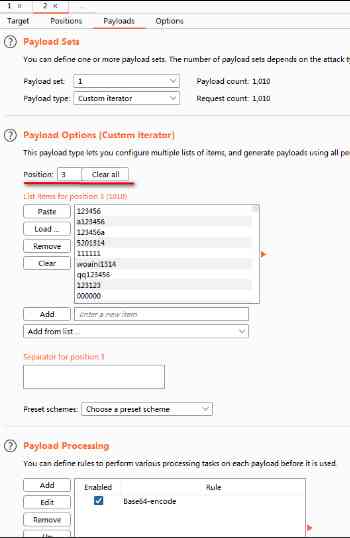 1 × 2 × ...
Target Positions Payloads Options
Payload Sets
You can define one or more payload sets. The number of payload sets depends on the attack ty
Payload set: 1 Payload count: 1,010
Payload type: Custom iterator Request count: 1,010
Payload Options (Custom Iterator)
This payload type lets you configure multiple lists of items, and generate payloads using all pe
Position: 3 Clear all
List items for position 3 (1010)
Paste
Load ...
Remove
Clear
123456
a123456
123456a
5201314
111111
woaini1314
qq123456
123123
000000
Add Enter a new item
Add from list ...
Separator for position 3
Preset schemes: Choose a preset scheme
Payload Processing
You can define rules to perform various processing tasks on each payload before it is used.
Add Enabled Rule
Edit Base64-encode
Remove
Up